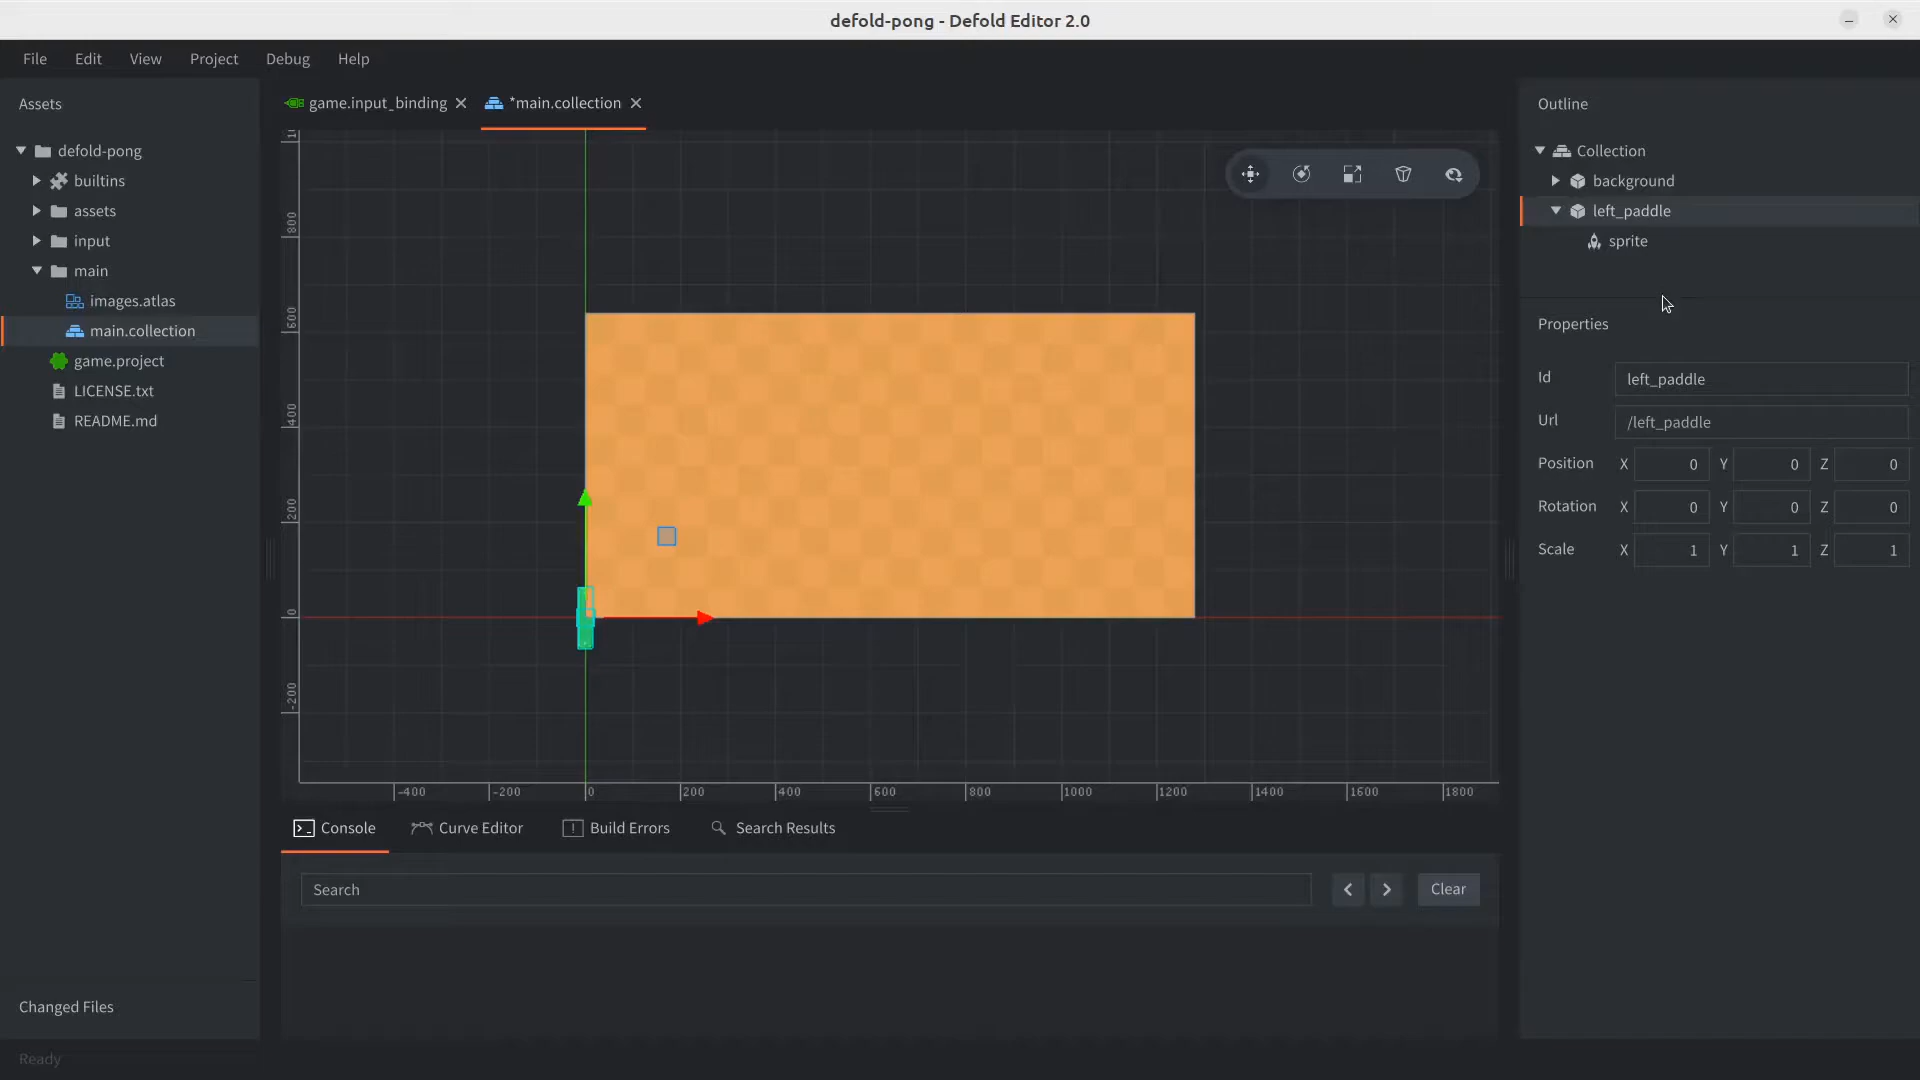 defold-pong - Defold Editor 2.0
File Edit View Project Debug Help
Assets
defold-pong
builtins
assets
input
main
images.atlas
main.collection
game.project
LICENSE.txt
README.md
Changed Files
Ready
game.input_binding *main.collection
800
600
400
200
0
-200
-400 -200 0 200 400 600 800 1000 1200 1400 1600 1800
Console Curve Editor Build Errors Search Results
Search
Clear
Outline
Collection
background
left_paddle
sprite
Properties
Id left_paddle
Url /left_paddle
Position X 0 Y 0 Z 0
Rotation X 0 Y 0 Z 0
Scale X 1 Y 1 Z 1